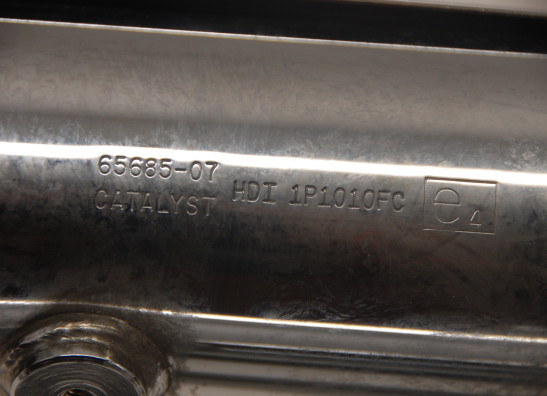 65685-07
CATALYST
HDI 1P1010FC
e4